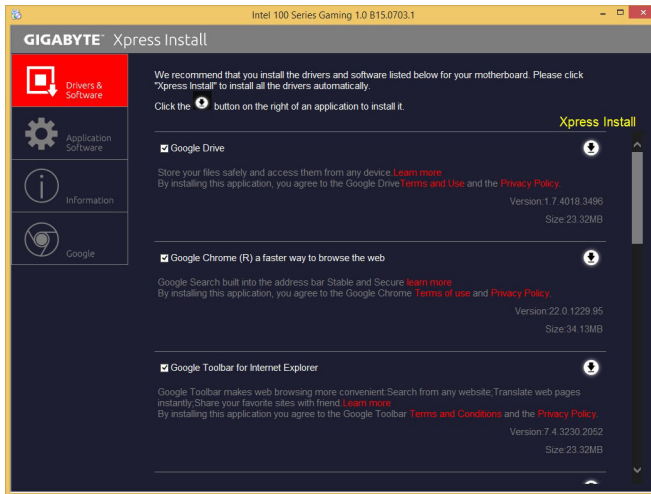 Intel 100 Series Gaming 1.0 B15.0703.1
GIGABYTE™ Xpress Install
Drivers &
Software
Application
Software
Information
Google
We recommend that you install the drivers and software listed below for your motherboard. Please click
"Xpress Install" to install all the drivers automatically.
Click the button on the right of an application to install it.
Xpress Install
Google Drive
Store your files safely and access them from any device.Learn more
By installing this application, you agree to the Google DriveTerms and Use and the Privacy Policy.
Version:1.7.4018.3496
Size:23.32MB
Google Chrome (R) a faster way to browse the web
Google Search built into the address bar Stable and Secure learn more
By installing this application, you agree to the Google Chrome Terms of use and Privacy Policy.
Version:22.0.1229.95
Size:34.13MB
Google Toolbar for Internet Explorer
Google Toolbar makes web browsing more convenient:Search from any website;Translate web pages
instantly;Share your favorite sites with friend.Learn more
By installing this application you agree to the Google Toolbar Terms and Conditions and the Privacy Policy.
Version:7.4.3230.2052
Size:23.32MB